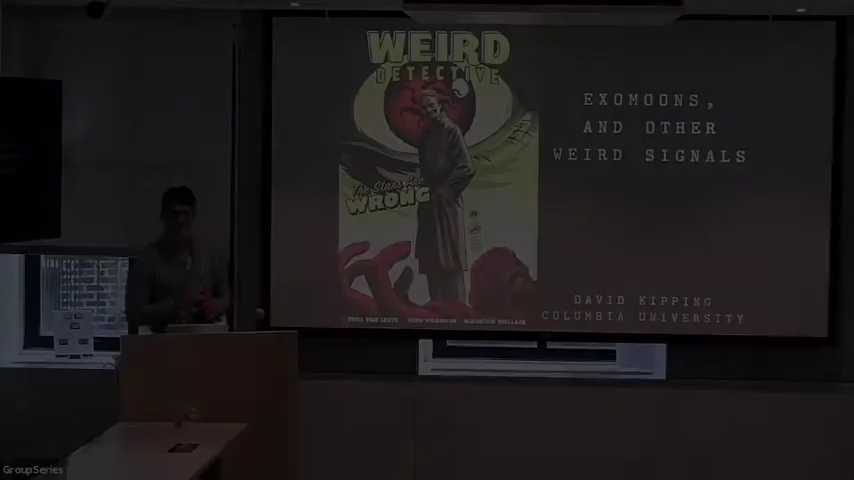 WEIRD
DETECTIVE
The Stars Are
WRONG
EXOMOONS,
AND OTHER
WEIRD SIGNALS
DAVID KIPPING
COLUMBIA UNIVERSITY
GroupSeries